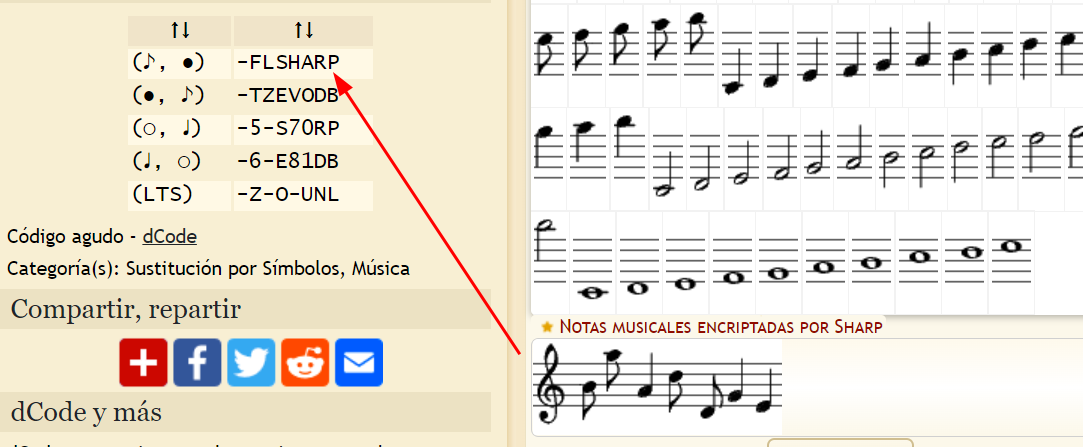 ↑↓ ↑↓
(♪, ●) -FLSHARP
(●, ♪) -TZEVODB
(○, ♩) -5-S70RP
(♩, ○) -6-E81DB
(LTS) -Z-O-UNL
Código agudo - dCode
Categoría(s): Sustitución por Símbolos, Música
Compartir, repartir
dCode y más
★ NOTAS MUSICALES ENCRIPTADAS POR SHARP